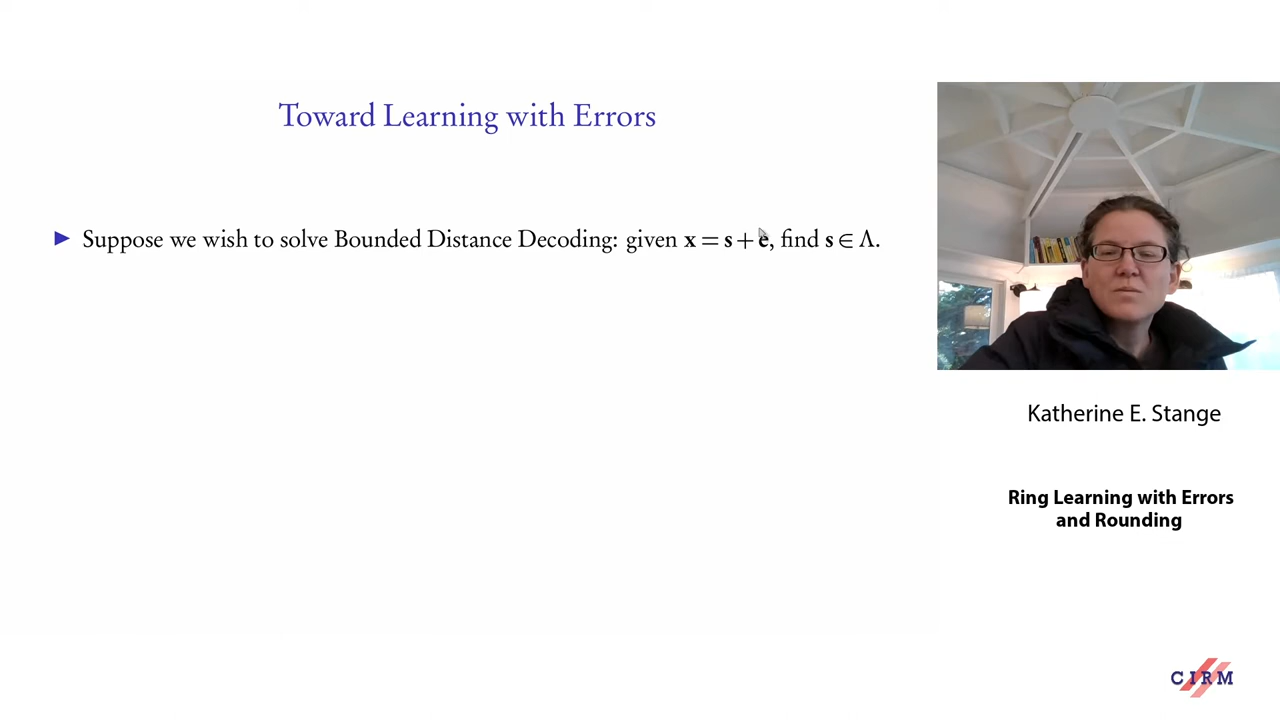 Toward Learning with Errors
► Suppose we wish to solve Bounded Distance Decoding: given x = s + e, find s ∈ Λ.
Katherine E. Stange
Ring Learning with Errors
and Rounding
CIRM